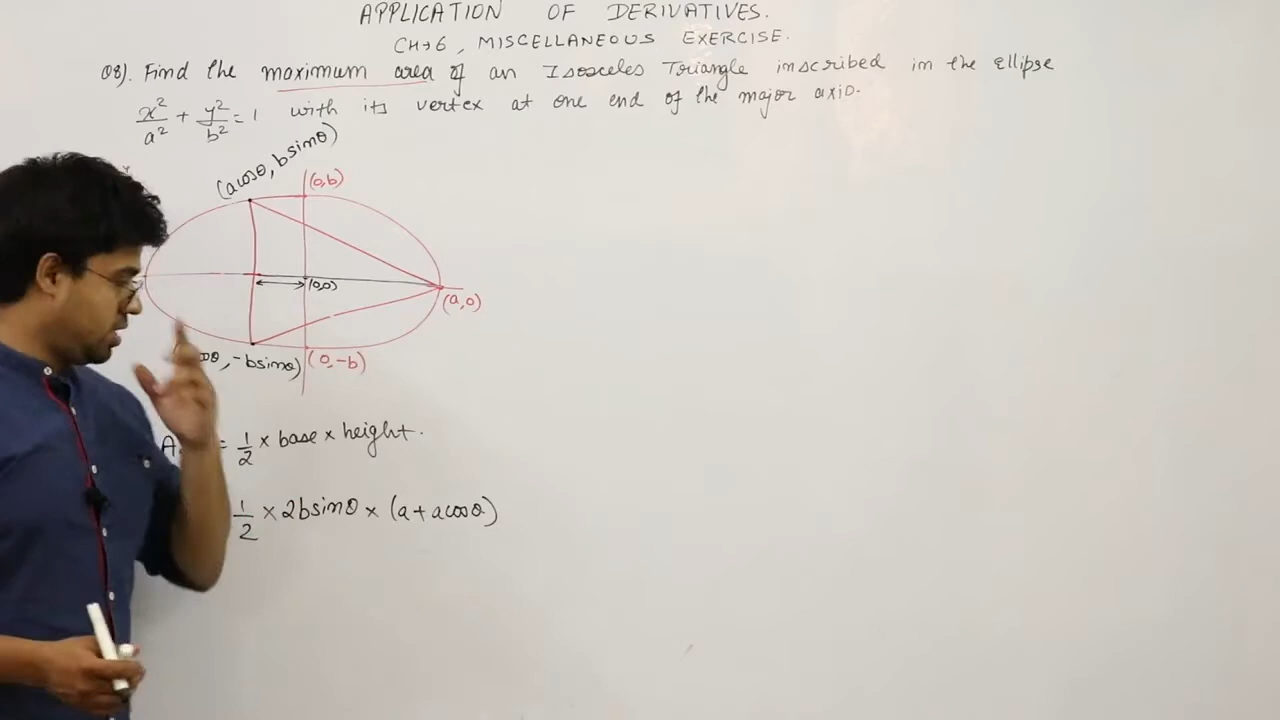 APPLICATION OF DERIVATIVES.
CH→6, MISCELLANEOUS EXERCISE.
Q8). Find the maximum area of an Isosceles Triangle inscribed in the ellipse
x²/a² + y²/b² = 1 with its vertex at one end of the major axis.
(acosθ, bsinθ)
(0,b)
(0,0)
(a,0)
θ, -bsinθ)
(0,-b)
A = 1/2 × base × height.
1/2 × 2bsinθ × (a+acosθ)